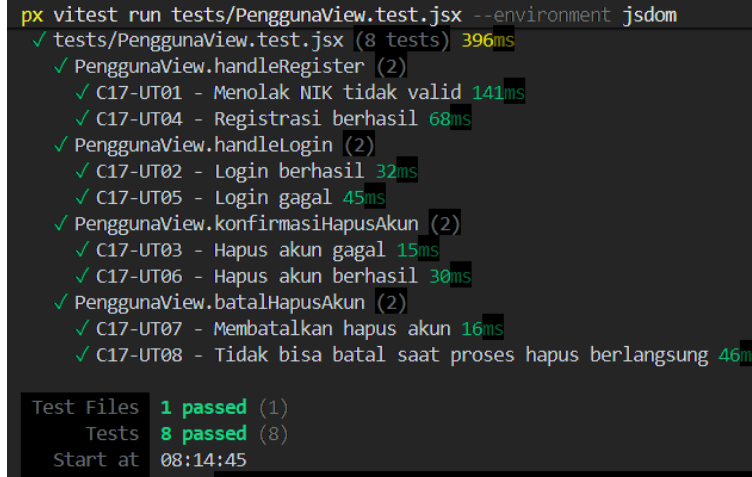 px vitest run tests/PenggunaView.test.jsx --environment jsdom
✓ tests/PenggunaView.test.jsx (8 tests) 396ms
✓ PenggunaView.handleRegister (2)
✓ C17-UT01 - Menolak NIK tidak valid 141ms
✓ C17-UT04 - Registrasi berhasil 68ms
✓ PenggunaView.handleLogin (2)
✓ C17-UT02 - Login berhasil 32ms
✓ C17-UT05 - Login gagal 45ms
✓ PenggunaView.konfirmasiHapusAkun (2)
✓ C17-UT03 - Hapus akun gagal 15ms
✓ C17-UT06 - Hapus akun berhasil 30ms
✓ PenggunaView.batalHapusAkun (2)
✓ C17-UT07 - Membatalkan hapus akun 16ms
✓ C17-UT08 - Tidak bisa batal saat proses hapus berlangsung 46m
Test Files 1 passed (1)
Tests 8 passed (8)
Start at 08:14:45